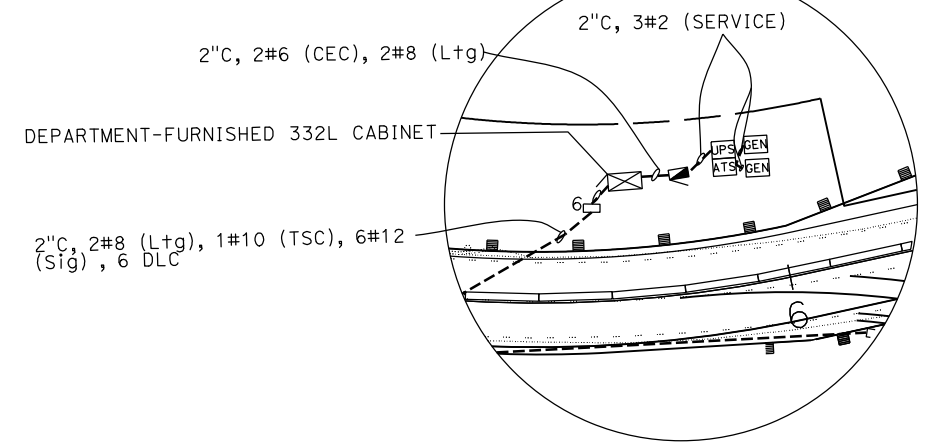 2"C, 3#2 (SERVICE)
2"C, 2#6 (CEC), 2#8 (Ltg)
DEPARTMENT-FURNISHED 332L CABINET
UPS GEN
ATS GEN
6
2"C, 2#8 (Ltg), 1#10 (TSC), 6#12
(Sig) , 6 DLC
6